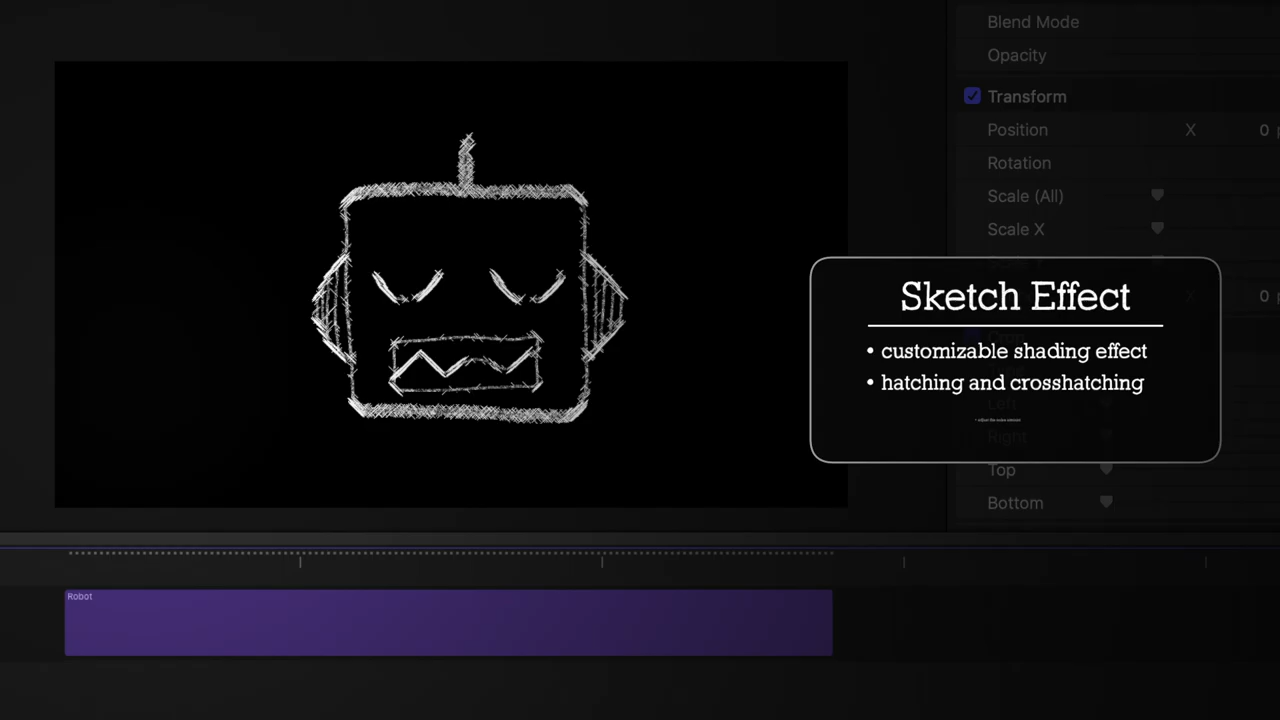 Blend Mode
Opacity
Transform
Position X 0
Rotation
Scale (All)
Scale X
0
Sketch Effect
• customizable shading effect
• hatching and crosshatching
Left
Right
Top
Bottom
Robot